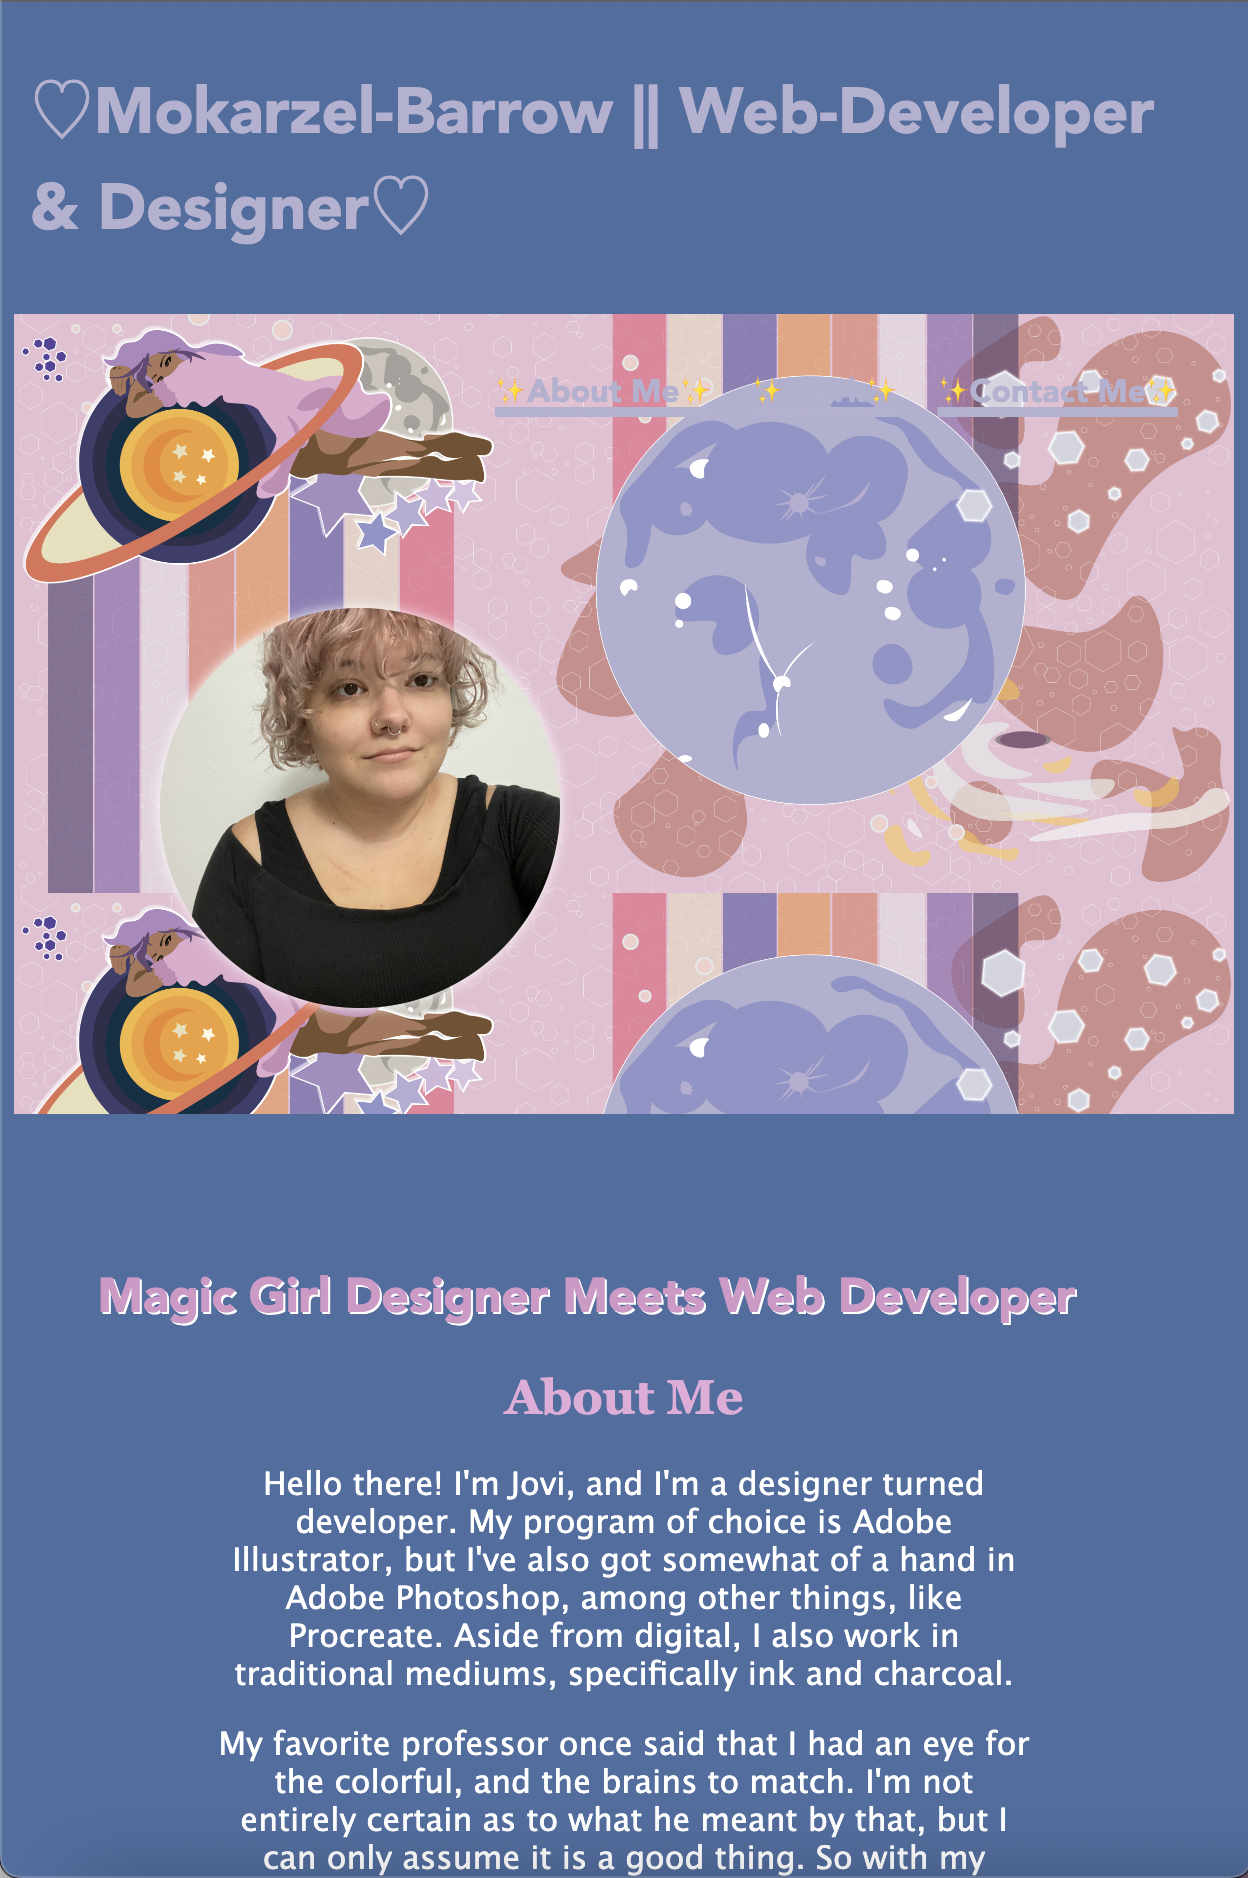 ♡Mokarzel-Barrow || Web-Developer
& Designer♡
✨About Me✨ ✨ ✨ ✨Contact Me✨
Magic Girl Designer Meets Web Developer
About Me
Hello there! I'm Jovi, and I'm a designer turned
developer. My program of choice is Adobe
Illustrator, but I've also got somewhat of a hand in
Adobe Photoshop, among other things, like
Procreate. Aside from digital, I also work in
traditional mediums, specifically ink and charcoal.
My favorite professor once said that I had an eye for
the colorful, and the brains to match. I'm not
entirely certain as to what he meant by that, but I
can only assume it is a good thing. So with my